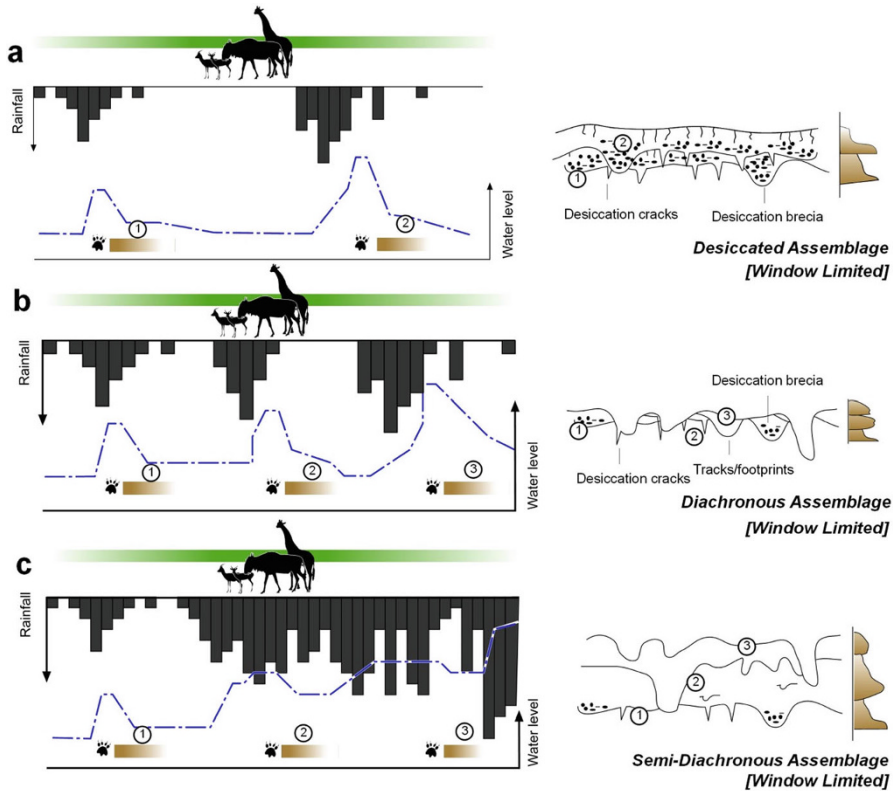 a
Rainfall
Water level
1
2
1
2
Desiccation cracks
Desiccation brecia
Desiccated Assemblage
[Window Limited]
b
Rainfall
Water level
1
2
3
Desiccation brecia
1
2
3
Desiccation cracks
Tracks/footprints
Diachronous Assemblage
[Window Limited]
c
Rainfall
Water level
1
2
3
3
2
1
Semi-Diachronous Assemblage
[Window Limited]